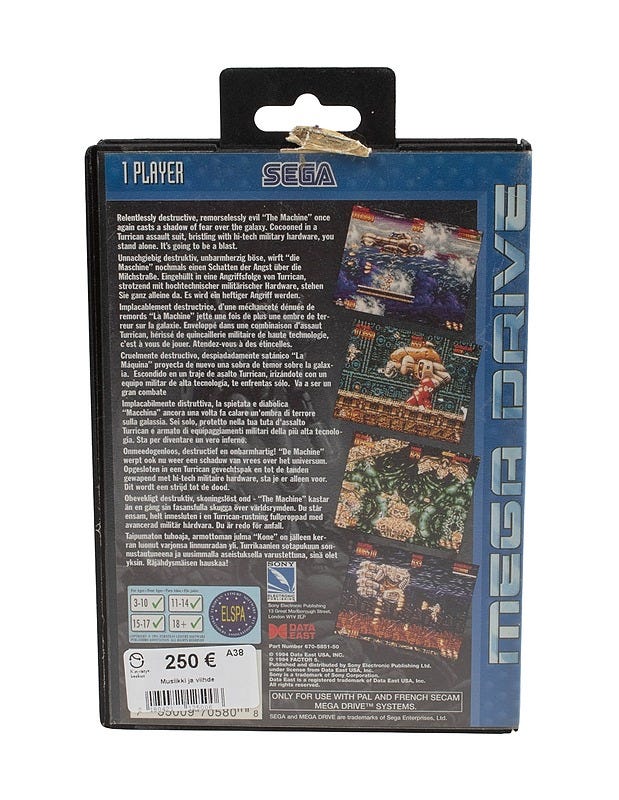 1 PLAYER
SEGA
Relentlessly destructive, remorselessly evil "The Machine" once
again casts a shadow of fear over the galaxy. Cocooned in a
Turrican assault suit, bristling with hi-tech military hardware, you
stand alone. It's going to be a blast.
Unnachgiebig destruktiv, unbarmherzig böse, wirft "die
Maschine" nochmals einen Schatten der Angst über die
Milchstraße. Eingehüllt in eine Angriffsfolge von Turrican,
strotzend mit hochtechnischer militärischer Hardware, stehen
Sie ganz alleine da. Es wird ein heftiger Angriff werden.
Implacablement destructrice, d'une méchanceté dénuée de
remords "La Machine" jette une fois de plus une ombre de ter-
reur sur la galaxie. Enveloppé dans une combinaison d'assaut
Turrican, hérissé de quincaillerie militaire de haute technologie,
c'est à vous de jouer. Atendez-vous à des étincelles.
Cruelmente destructivo, despiadadamente satánico "La
Máquina" proyecta de nuevo una sobra de temor sobre la galax-
ia. Escondido en un traje de asalto Turrican, irizándote con un
equipo militar de alta tecnología, te enfrentas sólo. Va a ser un
gran combate
Implacabilmente distruttiva, la spietata e diabolica
"Macchina" ancora una volta fa calare un'ombra di terrore
sulla galassia. Sei solo, protetto nella tua tuta d'assalto
Turrican e armato di equipaggiamenti militari della più alta tecnolo-
gia. Sta per diventare un vero inferno.
Onmeedogenloos, destructief en onbarmhartig! "De Machine"
werpt ook nu weer een schaduw van vrees over het universum.
Opgesloten in een Turrican gevechtspak en tot de tanden
gewapend met hi-tech militaire hardware, sta je er alleen voor.
Dit wordt een strijd tot de dood.
Obevekligt destruktiv, skoningslöst ond - "The Machine" kastar
än en gång sin fasansfulla skugga över världsrymden. Du står
ensam, helt innesluten i en Turrican-rustning fullproppad med
avancerad militär hårdvara. Du är redo för anfall.
Taipumaton tuhoaja, armottoman julma "Kone" on jälleen ker-
ran luonut varjonsa linnunradan yli. Turrikaanien sotapukuun son-
nustautuneena ja uusimmalla aseistuksella varustettuna, sinä olet
yksin. Räjähdysmäisen hauskaa!
MEGA DRIVE
3-10
11-14
15-17
18+
ELSPA
SONY
ELECTRONIC
PUBLISHING
Sony Electronic Publishing
13 Great Marlborough Street,
London W1V 2LP
DATA
EAST
Part Number 670-5851-50
© 1994 Data East USA, INC.
© 1994 FACTOR 5.
Published and distributed by Sony Electronic Publishing Ltd.
under license from Data East USA, Inc.
Sony is a trademark of Sony Corporation.
Data East is a registered trademark of Data East USA, Inc.
All rights reserved.
ONLY FOR USE WITH PAL AND FRENCH SECAM
MEGA DRIVE™ SYSTEMS.
SEGA and MEGA DRIVE are trademarks of Sega Enterprises, Ltd.
250 €
A38
Musiikki ja viihde